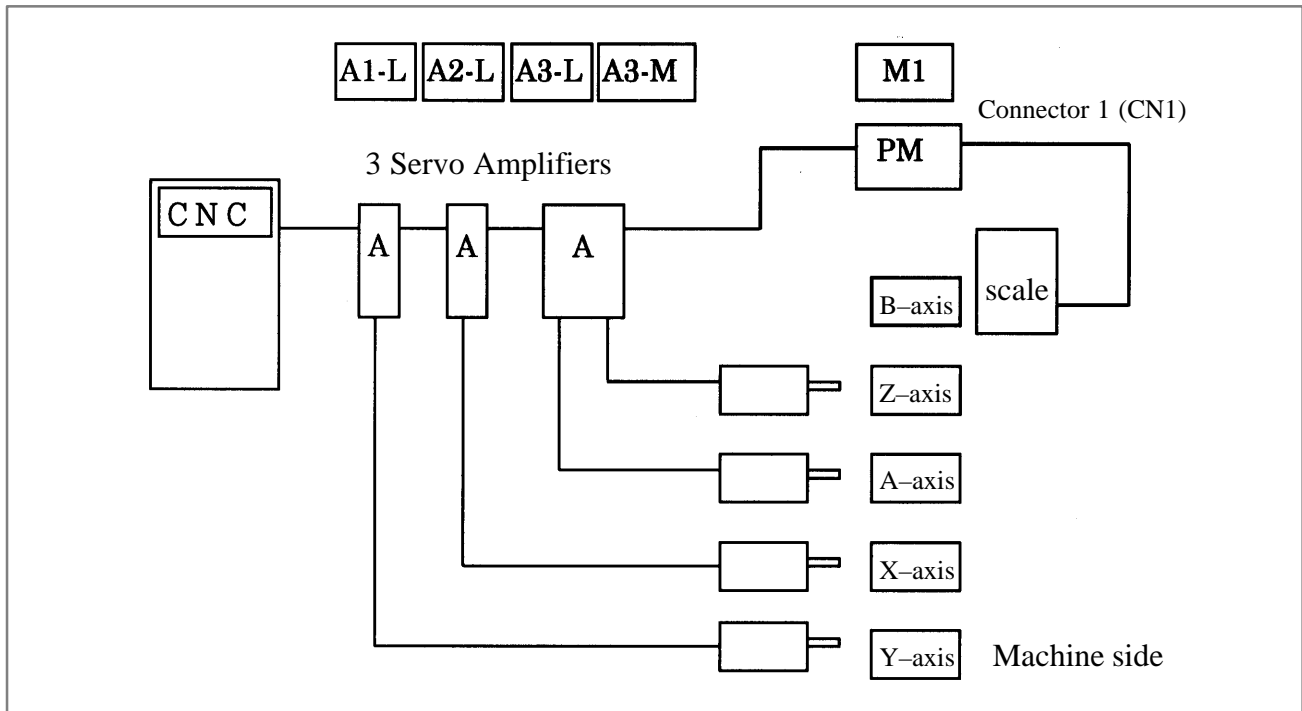 A1-L A2-L A3-L A3-M M1
Connector 1 (CN1)
PM
3 Servo Amplifiers
CNC
A A A
scale
B–axis
Z–axis
A–axis
X–axis
Y–axis Machine side